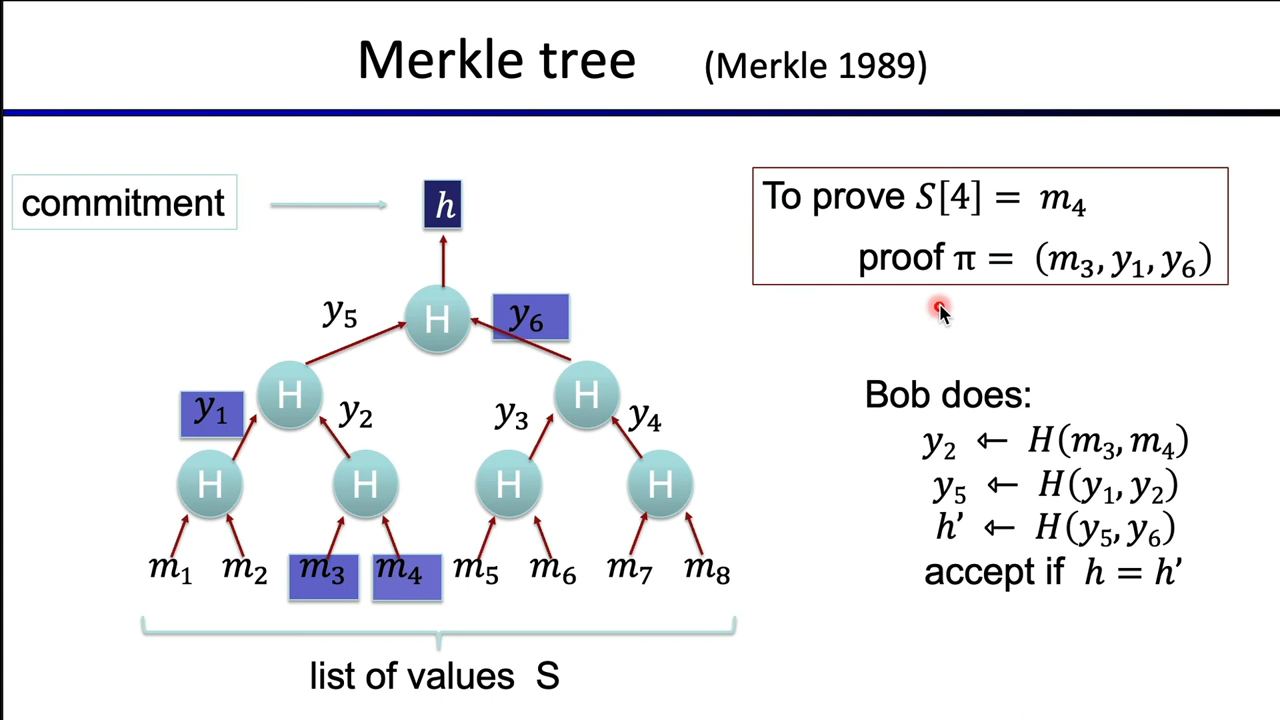 Merkle tree (Merkle 1989)
commitment
h
To prove S[4] = m₄
proof π = (m₃, y₁, y₆)
y₅ H y₆
y₁ H y₂ y₃ H y₄
H H H H
m₁ m₂ m₃ m₄ m₅ m₆ m₇ m₈
list of values S
Bob does:
y₂ ⇐ H(m₃, m₄)
y₅ ⇐ H(y₁, y₂)
h’ ⇐ H(y₅, y₆)
accept if h = h’